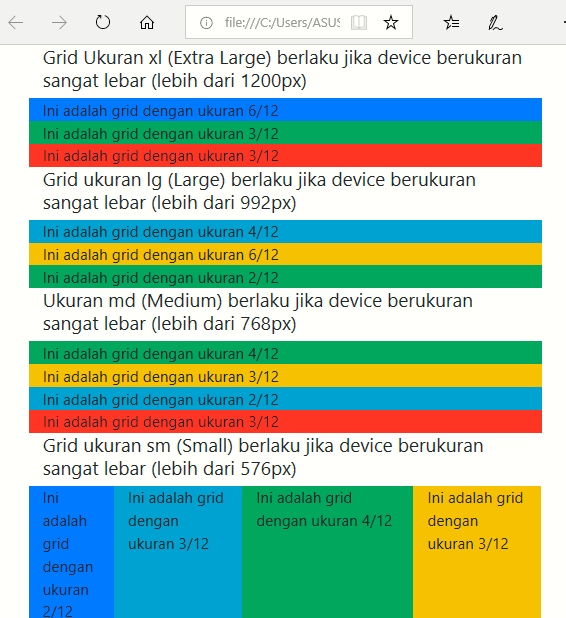 file:///C:/Users/ASUS
Grid Ukuran xl (Extra Large) berlaku jika device berukuran
sangat lebar (lebih dari 1200px)
Ini adalah grid dengan ukuran 6/12
Ini adalah grid dengan ukuran 3/12
Ini adalah grid dengan ukuran 3/12
Grid ukuran lg (Large) berlaku jika device berukuran
sangat lebar (lebih dari 992px)
Ini adalah grid dengan ukuran 4/12
Ini adalah grid dengan ukuran 6/12
Ini adalah grid dengan ukuran 2/12
Ukuran md (Medium) berlaku jika device berukuran
sangat lebar (lebih dari 768px)
Ini adalah grid dengan ukuran 4/12
Ini adalah grid dengan ukuran 3/12
Ini adalah grid dengan ukuran 2/12
Ini adalah grid dengan ukuran 3/12
Grid ukuran sm (Small) berlaku jika device berukuran
sangat lebar (lebih dari 576px)
Ini
adalah
grid
dengan
ukuran
2/12
Ini adalah grid
dengan
ukuran 3/12
Ini adalah grid
dengan ukuran 4/12
Ini adalah grid
dengan
ukuran 3/12